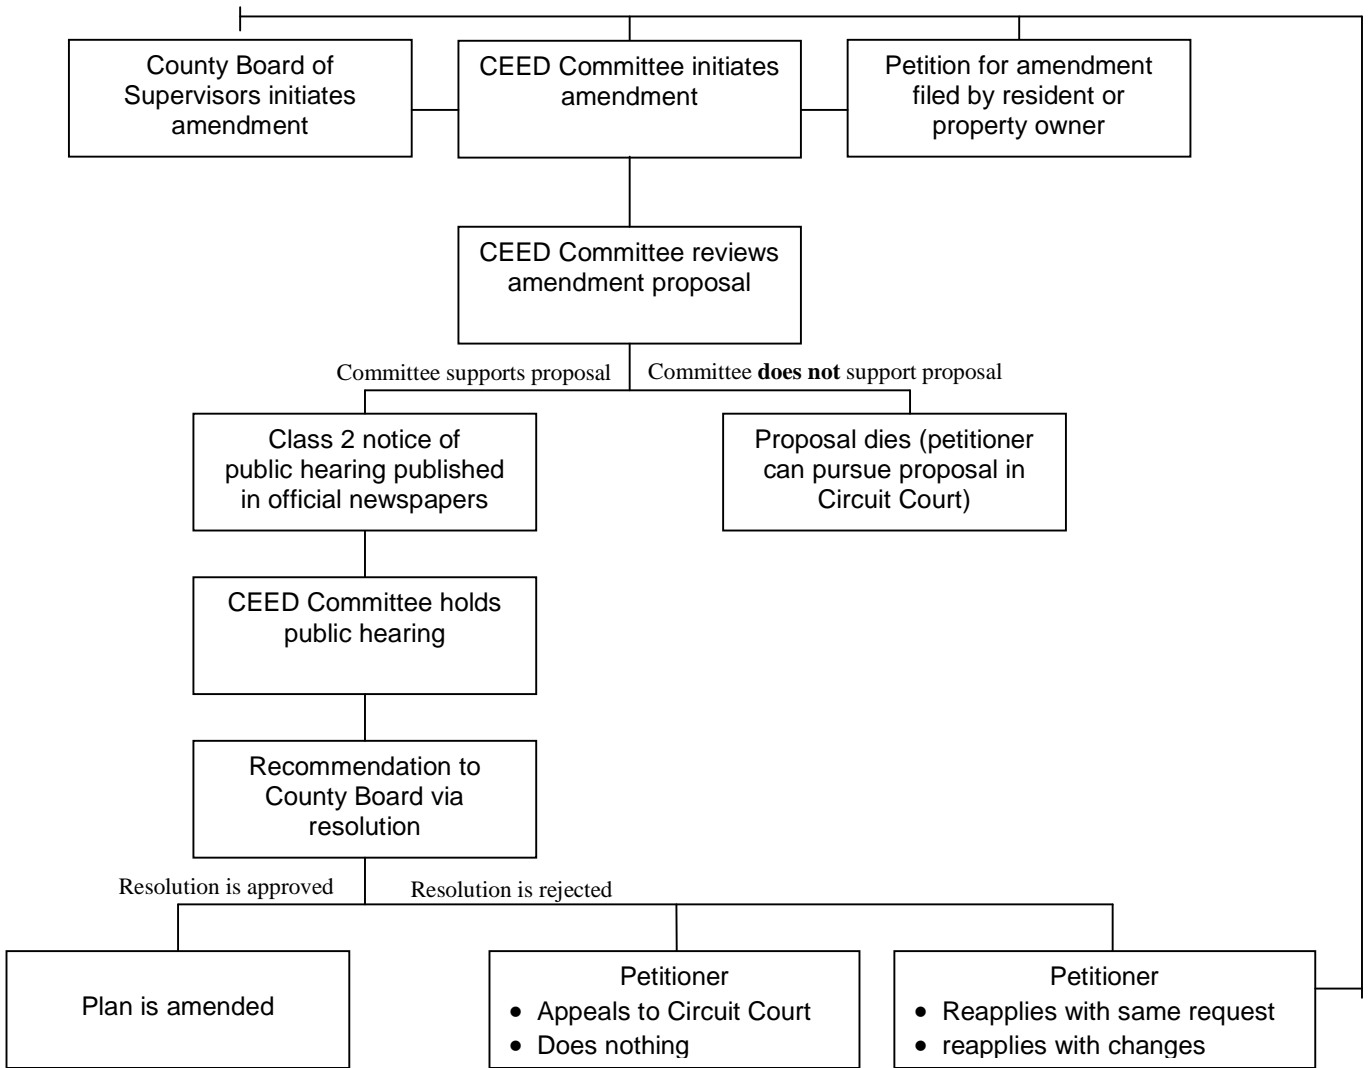 County Board of
Supervisors initiates
amendment
CEED Committee initiates
amendment
Petition for amendment
filed by resident or
property owner
CEED Committee reviews
amendment proposal
Committee supports proposal
Committee does not support proposal
Class 2 notice of
public hearing published
in official newspapers
Proposal dies (petitioner
can pursue proposal in
Circuit Court)
CEED Committee holds
public hearing
Recommendation to
County Board via
resolution
Resolution is approved
Resolution is rejected
Plan is amended
Petitioner
• Appeals to Circuit Court
• Does nothing
Petitioner
• Reapplies with same request
• reapplies with changes